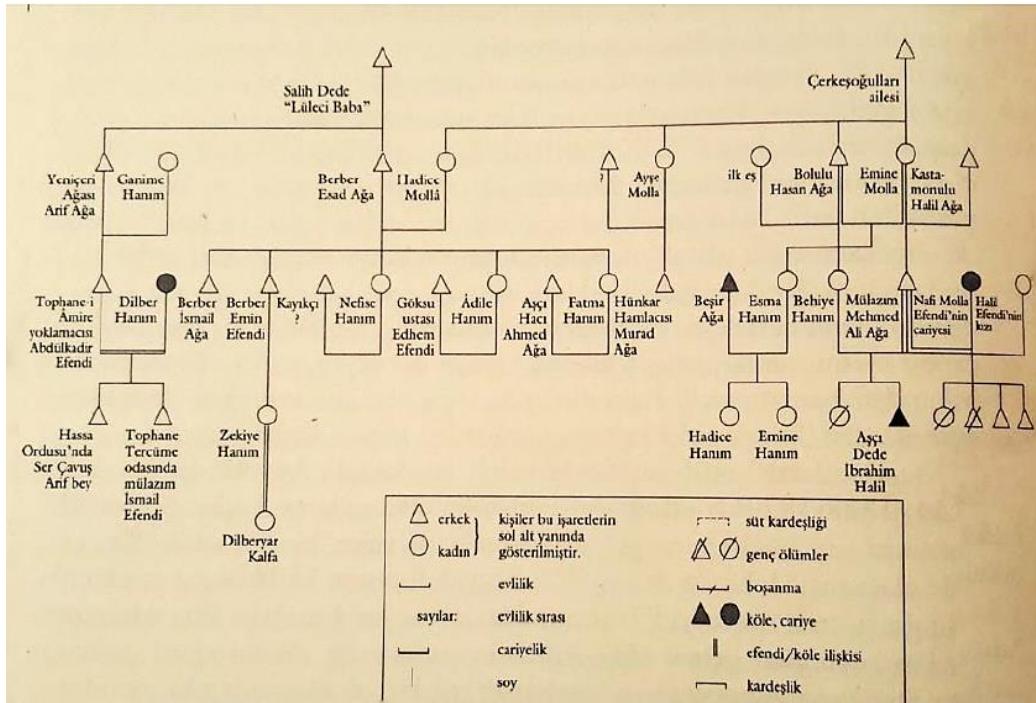 Salih Dede
"Lüleci Baba"
Çerkeşoğulları
ailesi
Yeniçeri
Ağası
Arif Ağa
Ganime
Hanım
Berber
Esad Ağa
Hadice
Mollâ
?
Ayşe
Molla
ilk eş
Bolulu
Hasan Ağa
Emine
Molla
Kasta-
monulu
Halil Ağa
Tophane-i
Âmire
yoklamacısı
Abdülkadir
Efendi
Dilber
Hanım
Berber
İsmail
Ağa
Berber
Emin
Efendi
Kayıkçı
?
Nefise
Hanım
Göksu
ustası
Edhem
Efendi
Âdile
Hanım
Aşçı
Hacı
Ahmed
Ağa
Fatma
Hanım
Hünkar
Hamlacısı
Murad
Ağa
Beşir
Ağa
Esma
Hanım
Behiye
Hanım
Mülazım
Mehmed
Ali Ağa
Nafi Molla
Efendi'nin
cariyesi
Halil
Efendi'nin
kızı
Hassa
Ordusu'nda
Ser Çavuş
Arif bey
Tophane
Tercüme
odasında
mülazım
İsmail
Efendi
Zekiye
Hanım
Dilberyar
Kalfa
Hadice
Hanım
Emine
Hanım
Aşçı
Dede
Ibrahim
Halil
erkek
kadın
kişiler bu işaretlerin
sol alt yanında
gösterilmiştir.
evlilik
sayılar: evlilik sırası
cariyelik
soy
süt kardeşliği
genç ölümler
boşanma
köle, cariye
efendi/köle ilişkisi
kardeşlik